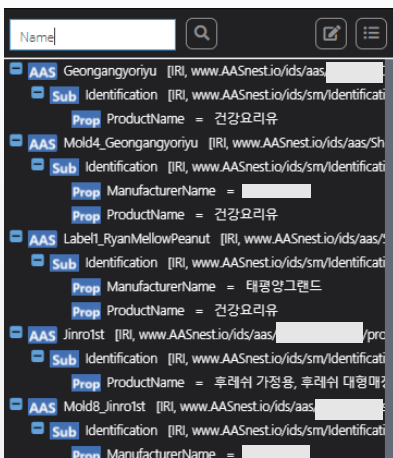 Name
AAS Geongangyoriyu [IRI, www.AASnest.io/ids/aas/
Sub Identification [IRI, www.AASnest.io/ids/sm/Identificati
Prop ProductName = 건강요리유
AAS Mold4_Geongangyoriyu [IRI, www.AASnest.io/ids/aas/Sh
Sub Identification [IRI, www.AASnest.io/ids/sm/Identificati
Prop ManufacturerName =
Prop ProductName = 건강요리유
AAS Label1_RyanMellowPeanut [IRI, www.AASnest.io/ids/aas/
Sub Identification [IRI, www.AASnest.io/ids/sm/Identificati
Prop ManufacturerName = 태평양그랜드
Prop ProductName = 건강요리유
AAS Jinro1st [IRI, www.AASnest.io/ids/aas/ /pro
Sub Identification [IRI, www.AASnest.io/ids/sm/Identificati
Prop ProductName = 후레쉬 가정용, 후레쉬 대형매장
AAS Mold8_Jinro1st [IRI, www.AASnest.io/ids/aas/
Sub Identification [IRI, www.AASnest.io/ids/sm/Identificati
Prop ManufacturerName =